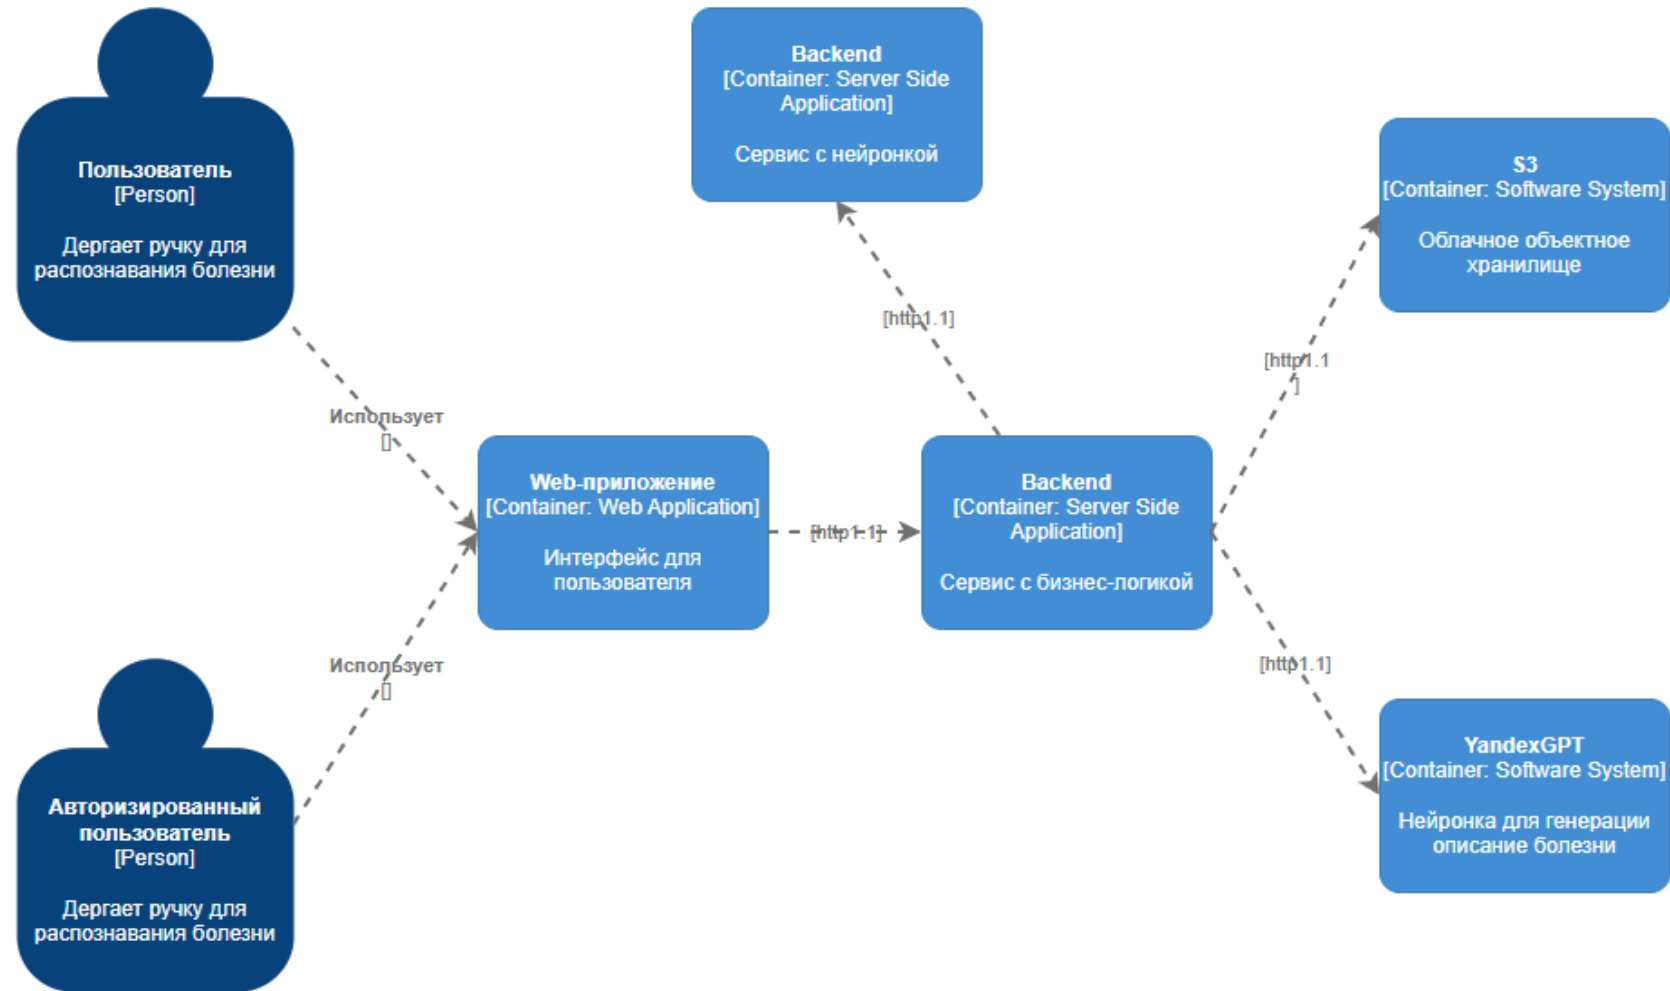 Пользователь
[Person]
Дергает ручку для
распознавания болезни
Использует
[]
Авторизированный
пользователь
[Person]
Дергает ручку для
распознавания болезни
Использует
[]
Web-приложение
[Container: Web Application]
Интерфейс для
пользователя
[http1.1]
Backend
[Container: Server Side
Application]
Сервис с нейронкой
[http1.1]
Backend
[Container: Server Side
Application]
Сервис с бизнес-логикой
[http1.1
]
S3
[Container: Software System]
Облачное объектное
хранилище
[http1.1]
YandexGPT
[Container: Software System]
Нейронка для генерации
описание болезни